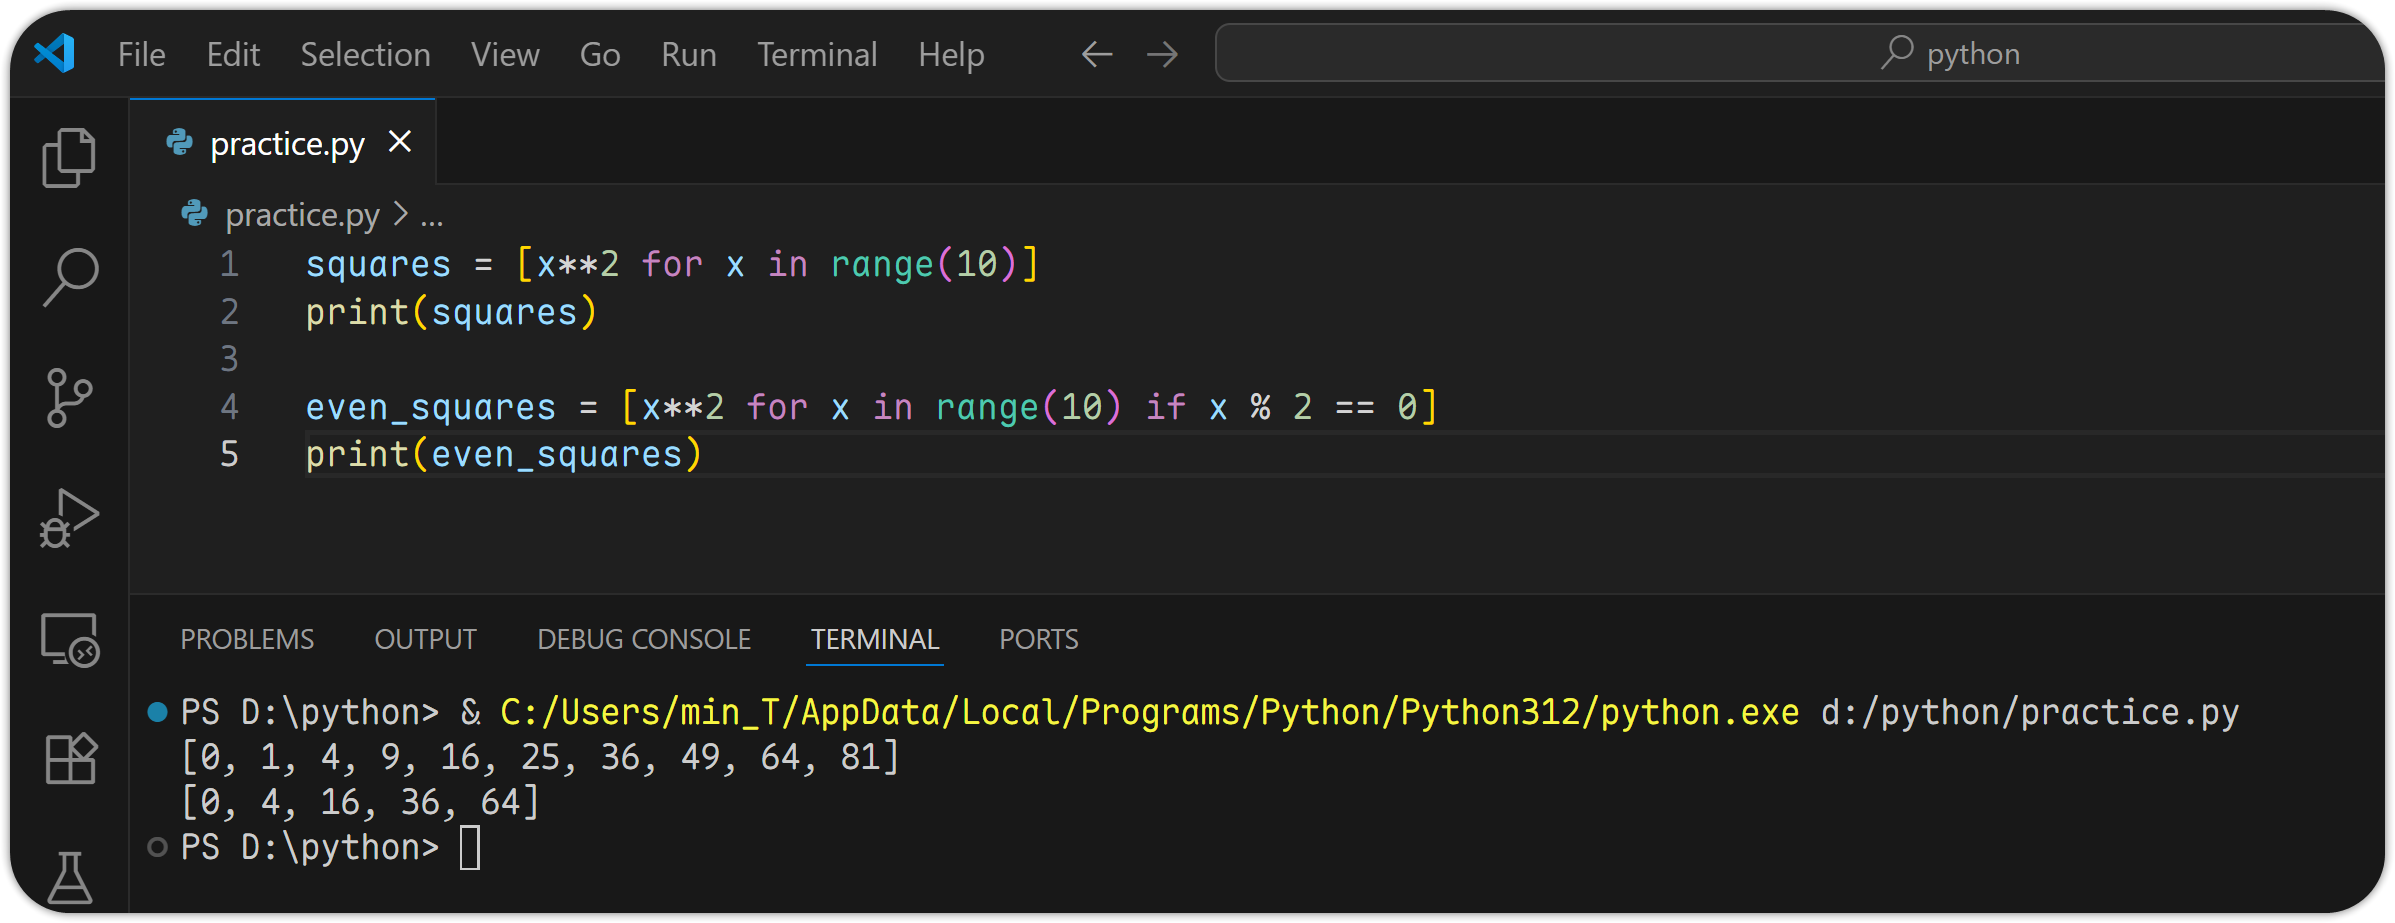 File Edit Selection View Go Run Terminal Help python
practice.py
practice.py > ...
1 squares = [x**2 for x in range(10)]
2 print(squares)
3
4 even_squares = [x**2 for x in range(10) if x % 2 == 0]
5 print(even_squares)
PROBLEMS OUTPUT DEBUG CONSOLE TERMINAL PORTS
PS D:\python> & C:/Users/min_T/AppData/Local/Programs/Python/Python312/python.exe d:/python/practice.py
[0, 1, 4, 9, 16, 25, 36, 49, 64, 81]
[0, 4, 16, 36, 64]
PS D:\python>